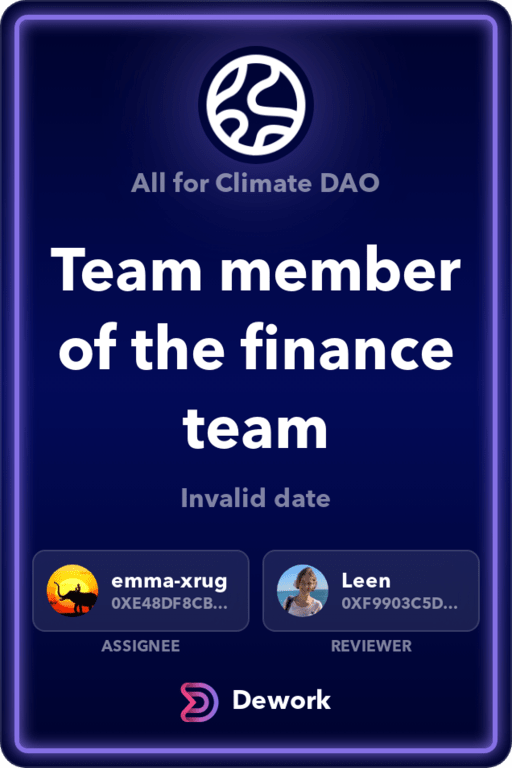 All for Climate DAO
Team member
of the finance
team
Invalid date
emma-xrug
0XE48DF8CB...
ASSIGNEE
Leen
0XF9903C5D...
REVIEWER
Dework